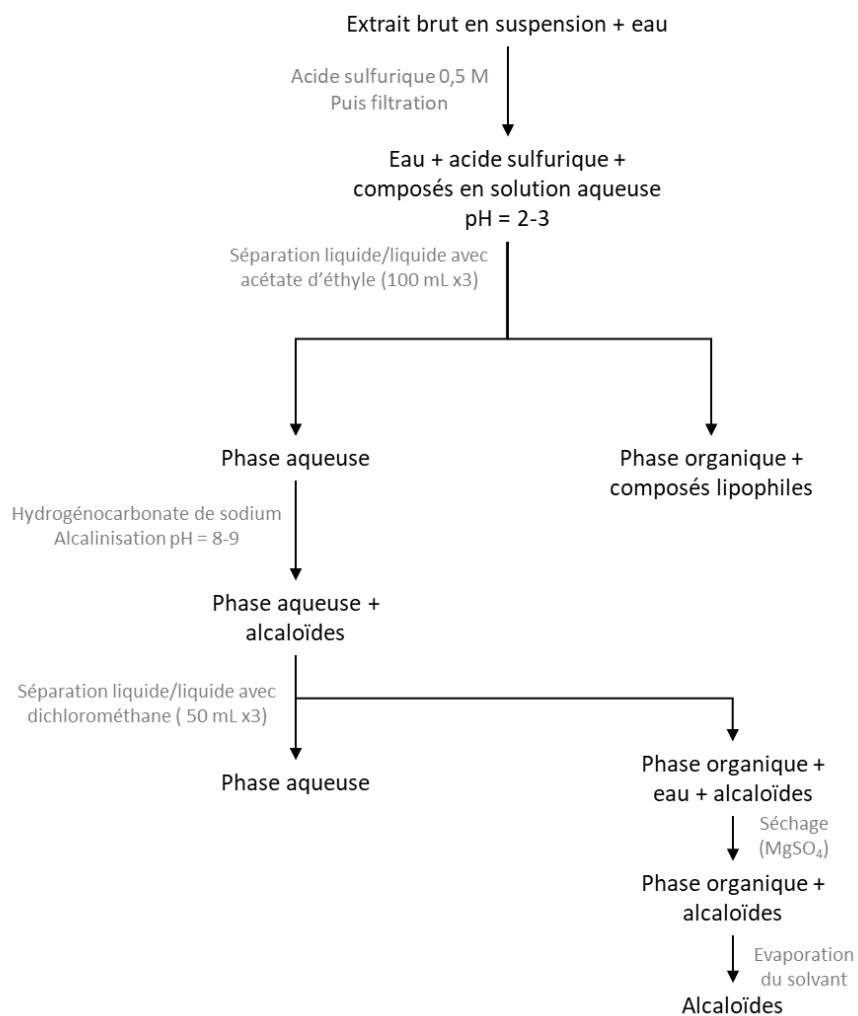 Extrait brut en suspension + eau
Acide sulfurique 0,5 M
Puis filtration
Eau + acide sulfurique +
composés en solution aqueuse
pH = 2-3
Séparation liquide/liquide avec
acétate d’éthyle (100 mL x3)
Phase aqueuse
Phase organique +
composés lipophiles
Hydrogénocarbonate de sodium
Alcalinisation pH = 8-9
Phase aqueuse +
alcaloïdes
Séparation liquide/liquide avec
dichlorométhane ( 50 mL x3)
Phase aqueuse
Phase organique +
eau + alcaloïdes
Séchage
(MgSO₄)
Phase organique +
alcaloïdes
Evaporation
du solvant
Alcaloïdes